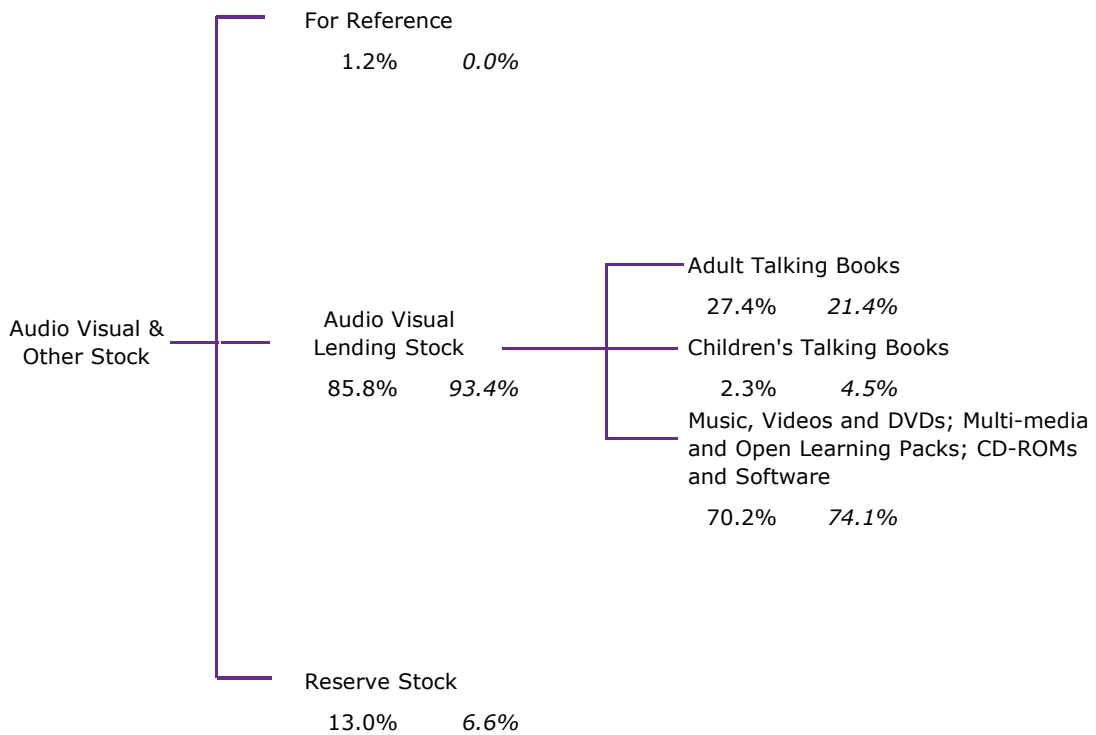 For Reference
1.2% 0.0%
Audio Visual &
Other Stock
Audio Visual
Lending Stock
85.8% 93.4%
Adult Talking Books
27.4% 21.4%
Children's Talking Books
2.3% 4.5%
Music, Videos and DVDs; Multi-media
and Open Learning Packs; CD-ROMs
and Software
70.2% 74.1%
Reserve Stock
13.0% 6.6%